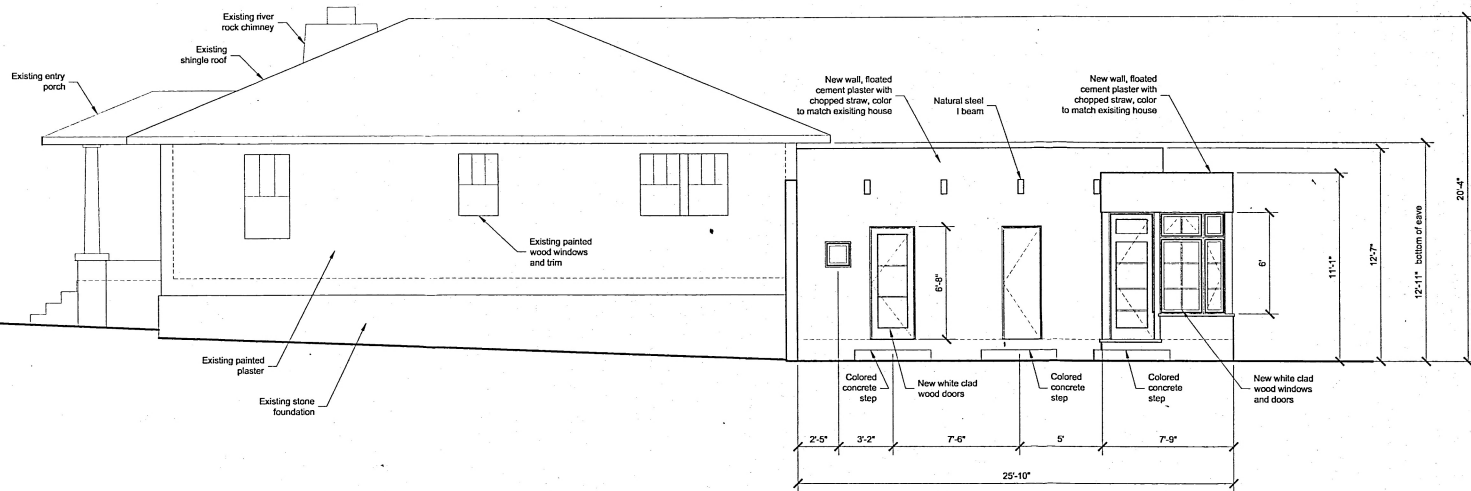 Existing river
rock chimney
Existing
shingle roof
Existing entry
porch
New wall, floated
cement plaster with
chopped straw, color
to match exisiting house
Natural steel
I beam
New wall, floated
cement plaster with
chopped straw, color
to match exisiting house
Existing painted
wood windows
and trim
6'-8"
6'
11'-1"
12'-7"
12'-11" bottom of eave
20'-4"
Existing painted
plaster
Existing stone
foundation
Colored
concrete
step
New white clad
wood doors
Colored
concrete
step
Colored
concrete
step
New white clad
wood windows
and doors
2'-5"
3'-2"
7'-6"
5'
7'-9"
25'-10"